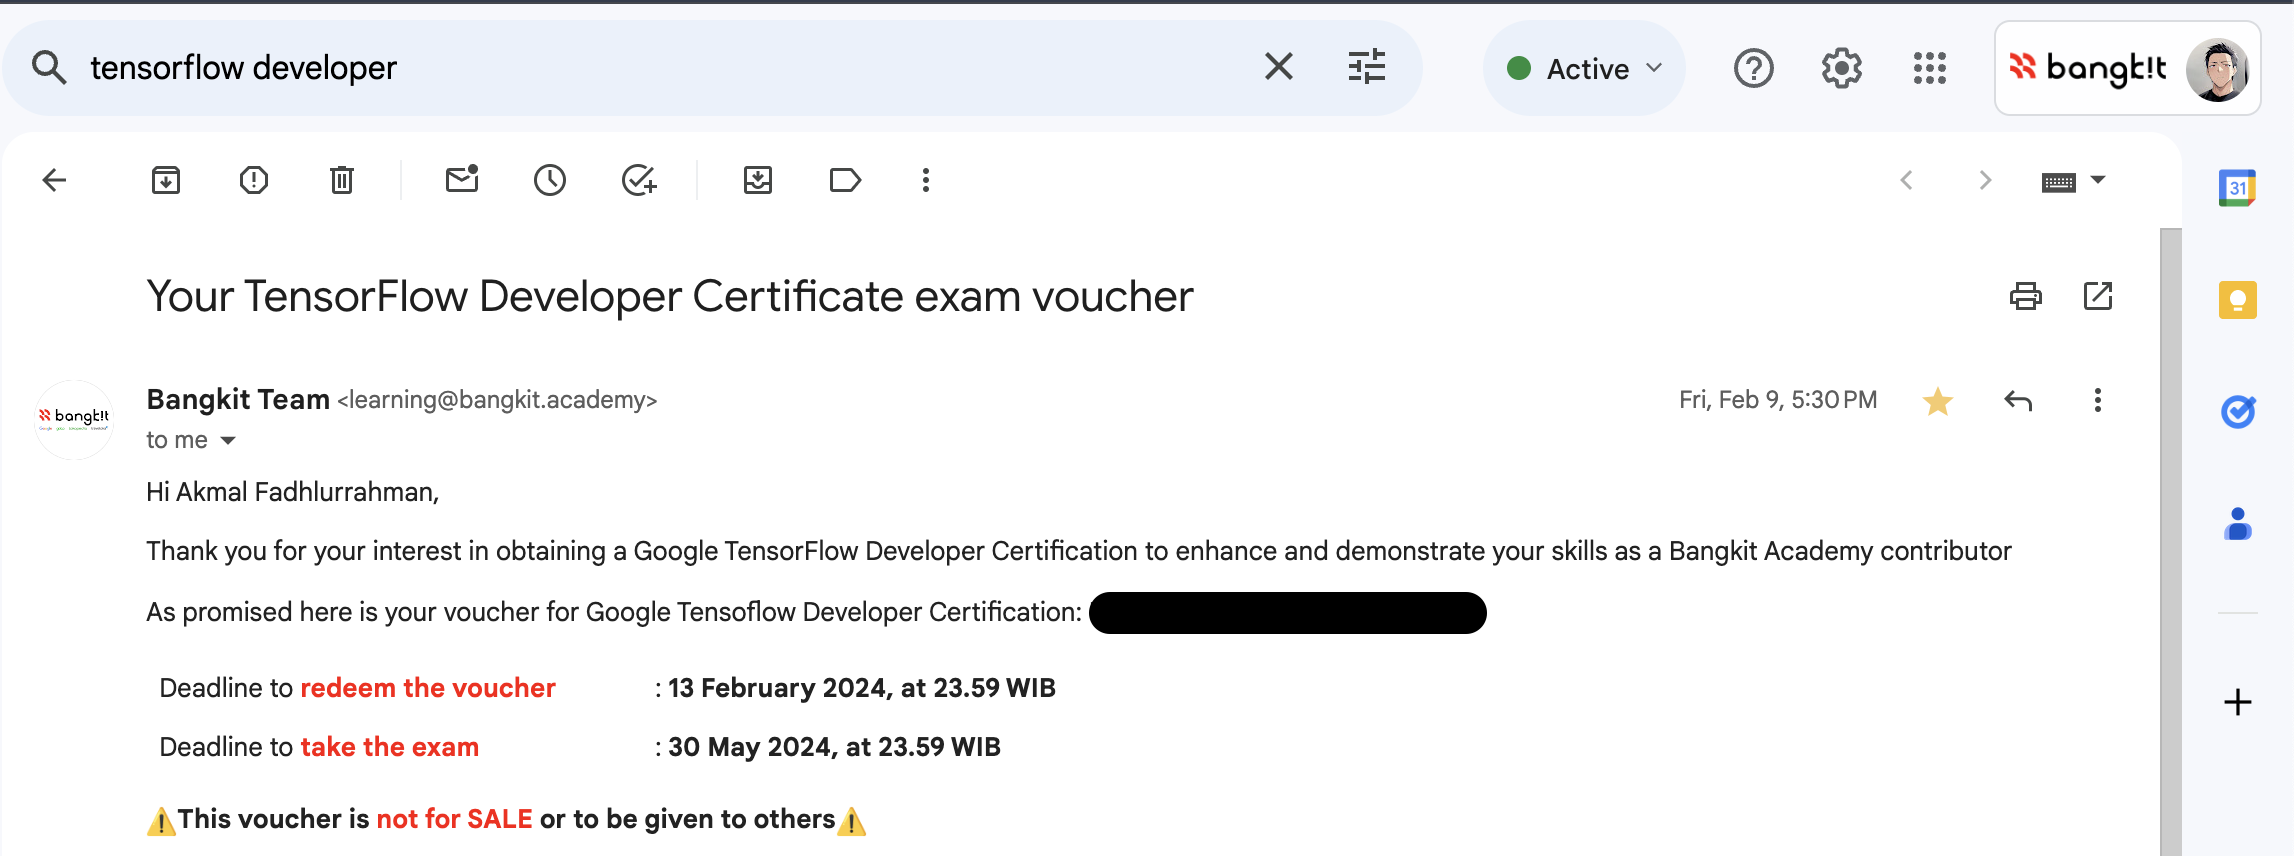 tensorflow developer
Active
bangk!t
31
Your TensorFlow Developer Certificate exam voucher
bangk!t
Bangkit Team <learning@bangkit.academy>
Fri, Feb 9, 5:30 PM
to me
Hi Akmal Fadhlurrahman,
Thank you for your interest in obtaining a Google TensorFlow Developer Certification to enhance and demonstrate your skills as a Bangkit Academy contributor
As promised here is your voucher for Google Tensoflow Developer Certification:
Deadline to redeem the voucher : 13 February 2024, at 23.59 WIB
Deadline to take the exam : 30 May 2024, at 23.59 WIB
⚠️This voucher is not for SALE or to be given to others⚠️